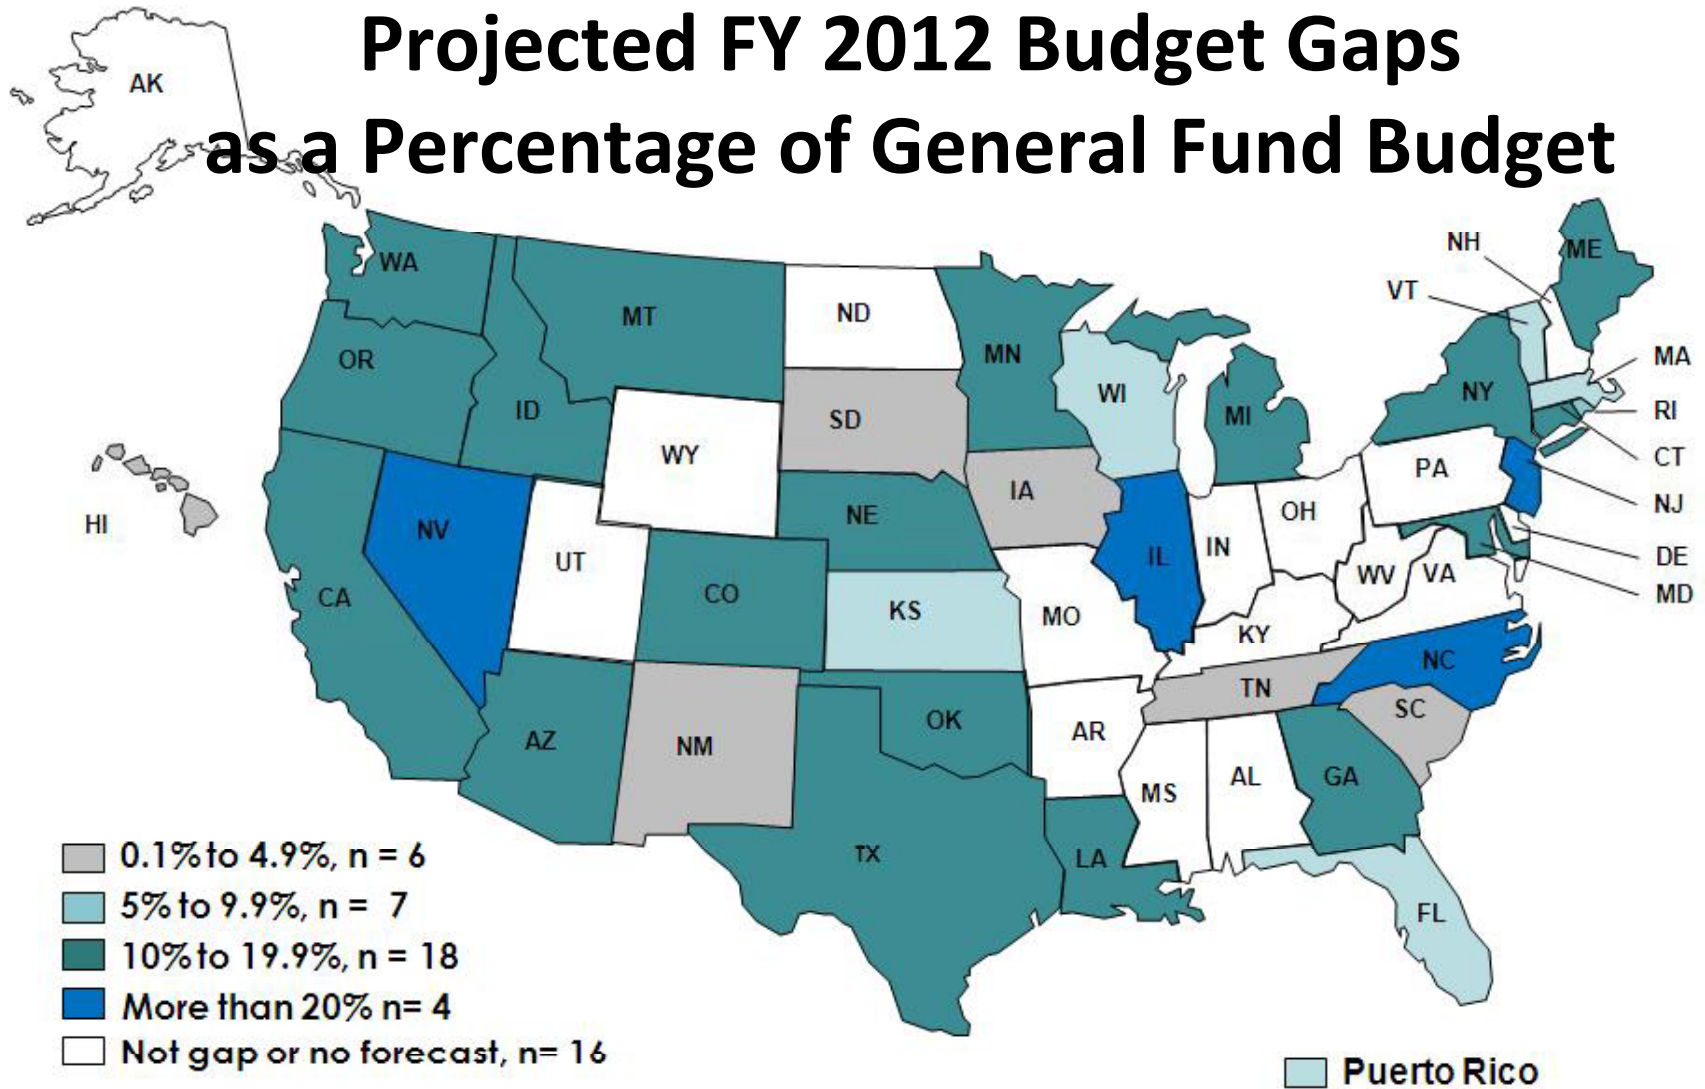 Projected FY 2012 Budget Gaps
as a Percentage of General Fund Budget
AK
NH
ME
WA
VT
MT
ND
MN
MA
OR
WI
NY
ID
SD
MI
RI
WY
PA
CT
IA
NJ
HI
NV
NE
OH
UT
IL
IN
DE
CA
CO
KS
MO
WV
VA
MD
KY
NC
TN
AZ
NM
OK
AR
SC
MS
AL
GA
TX
LA
FL
0.1% to 4.9%, n = 6
5% to 9.9%, n = 7
10% to 19.9%, n = 18
More than 20% n= 4
Not gap or no forecast, n= 16
Puerto Rico